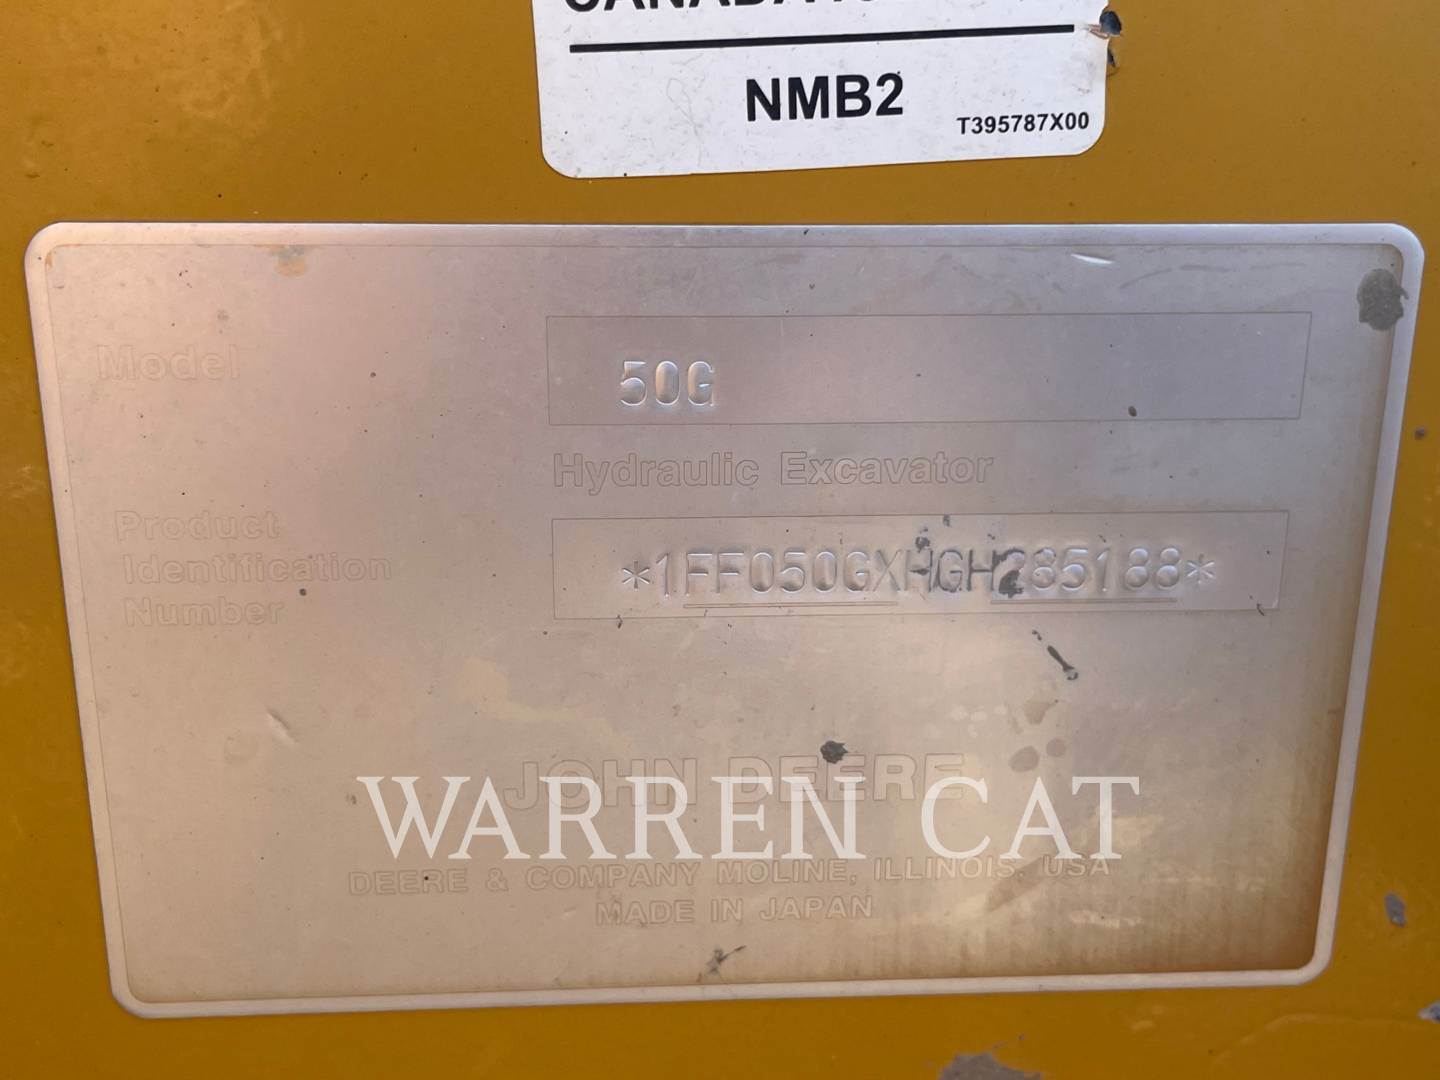 NMB2
T395787X00
Model
50G
Hydraulic Excavator
Product
Identification
Number
*1FF050GXHGH285188*
JOHN DEERE
WARREN CAT
DEERE & COMPANY MOLINE, ILLINOIS, USA
MADE IN JAPAN